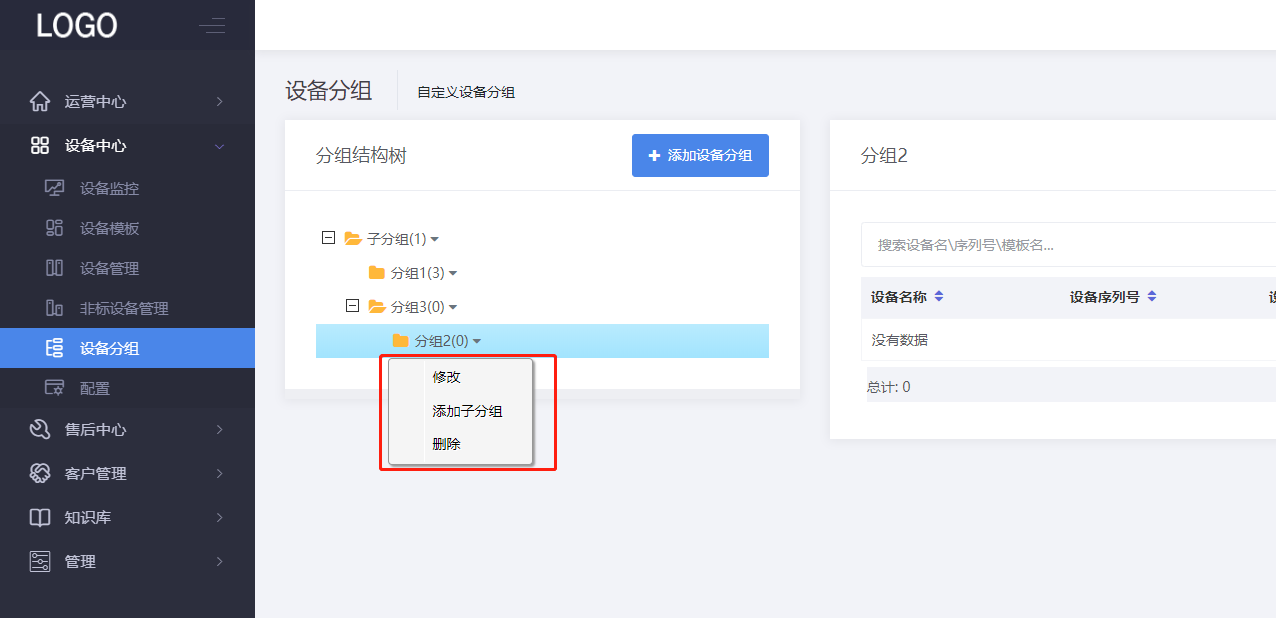 LOGO
运营中心
设备中心
设备监控
设备模板
设备管理
非标设备管理
设备分组
配置
售后中心
客户管理
知识库
管理
设备分组
自定义设备分组
分组结构树
添加设备分组
子分组(1)
分组1(3)
分组3(0)
分组2(0)
修改
添加子分组
删除
分组2
搜索设备名\序列号\模板名...
设备名称 设备序列号
没有数据
总计: 0